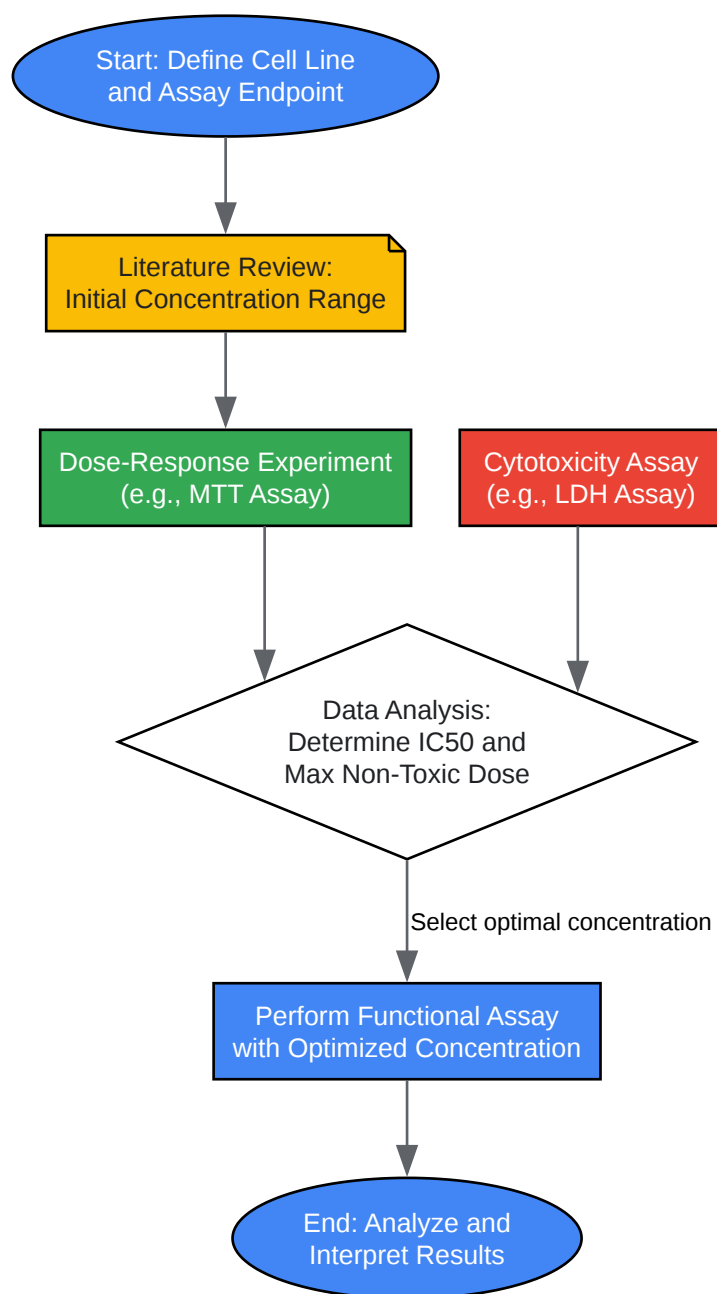 Start: Define Cell Line
and Assay Endpoint
Literature Review:
Initial Concentration Range
Dose-Response Experiment
(e.g., MTT Assay)
Cytotoxicity Assay
(e.g., LDH Assay)
Data Analysis:
Determine IC50 and
Max Non-Toxic Dose
Select optimal concentration
Perform Functional Assay
with Optimized Concentration
End: Analyze and
Interpret Results